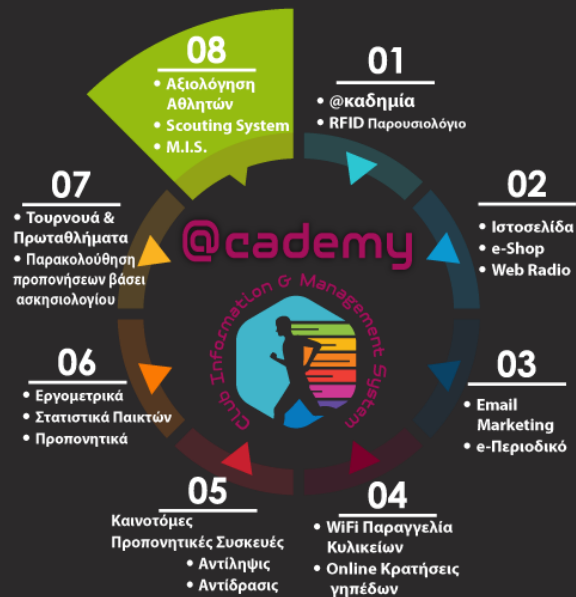 08
• Αξιολόγηση
Αθλητών
• Scouting System
• M.I.S.
01
• @καδημία
• RFID Παρουσιολόγιο
02
• Ιστοσελίδα
• e-Shop
• Web Radio
03
• Email
Marketing
• e-Περιοδικό
04
• WiFi Παραγγελία
Κυλικείων
• Online Κρατήσεις
γηπέδων
05
Καινοτόμες
Προπονητικές Συσκευές
• Αντίληψις
• Αντίδρασις
06
• Εργομετρικά
• Στατιστικά Παικτών
• Προπονητικά
07
• Τουρνουά &
Πρωταθλήματα
• Παρακολούθηση
προπονήσεων βάσει
ασκησιολογίου
@cademy
Club Information & Management System